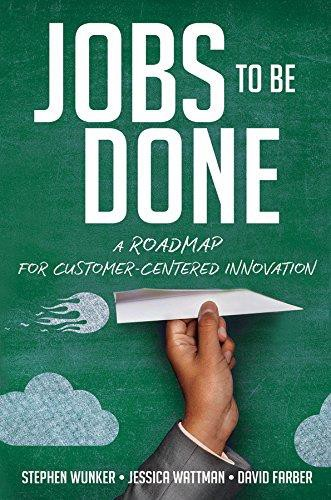 JOBS
TO BE
DONE
A ROADMAP
FOR CUSTOMER-CENTERED INNOVATION
STEPHEN WUNKER • JESSICA WATTMAN • DAVID FARBER